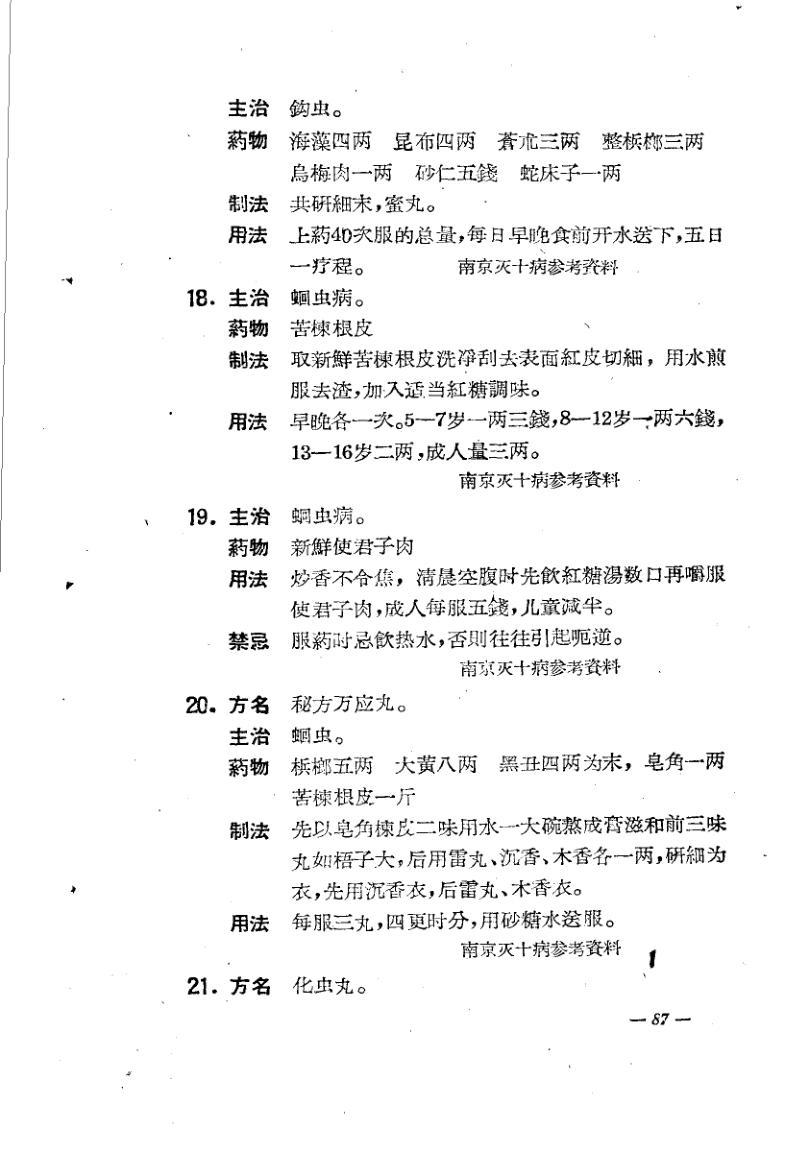 主治 鈎虫。
葯物 海藻四两 昆布四两 蒼朮三两 整梹榔三两
烏梅肉一两 砂仁五錢 蛇床子一两
制法 共研細末,蜜丸。
用法 上葯40次服的总量,每日早晚食前开水送下,五日
一疗程。 南京灭十病参考資料
18. 主治 蛔虫病。
葯物 苦楝根皮
制法 取新鮮苦楝根皮洗淨刮去表面紅皮切細,用水煎
服去渣,加入适当紅糖調味。
用法 早晚各一次。5—7岁一两三錢,8—12岁一两六錢,
13—16岁二两,成人量三两。
南京灭十病参考資料
19. 主治 蛔虫病。
葯物 新鮮使君子肉
用法 炒香不令焦,清晨空腹时先飲紅糖湯数口再嚼服
使君子肉,成人每服五錢,儿童减半。
禁忌 服葯时忌飲热水,否則往往引起呃逆。
南京灭十病参考資料
20. 方名 秘方万应丸。
主治 蛔虫。
葯物 梹榔五两 大黄八两 黑丑四两为末,皂角一两
苦楝根皮一斤
制法 先以皂角楝皮二味用水一大碗熬成膏滋和前三味
丸如梧子大,后用雷丸、沉香、木香各一两,研細为
衣,先用沉香衣,后雷丸、木香衣。
用法 每服三丸,四更时分,用砂糖水送服。
南京灭十病参考資料
21. 方名 化虫丸。
— 87 —